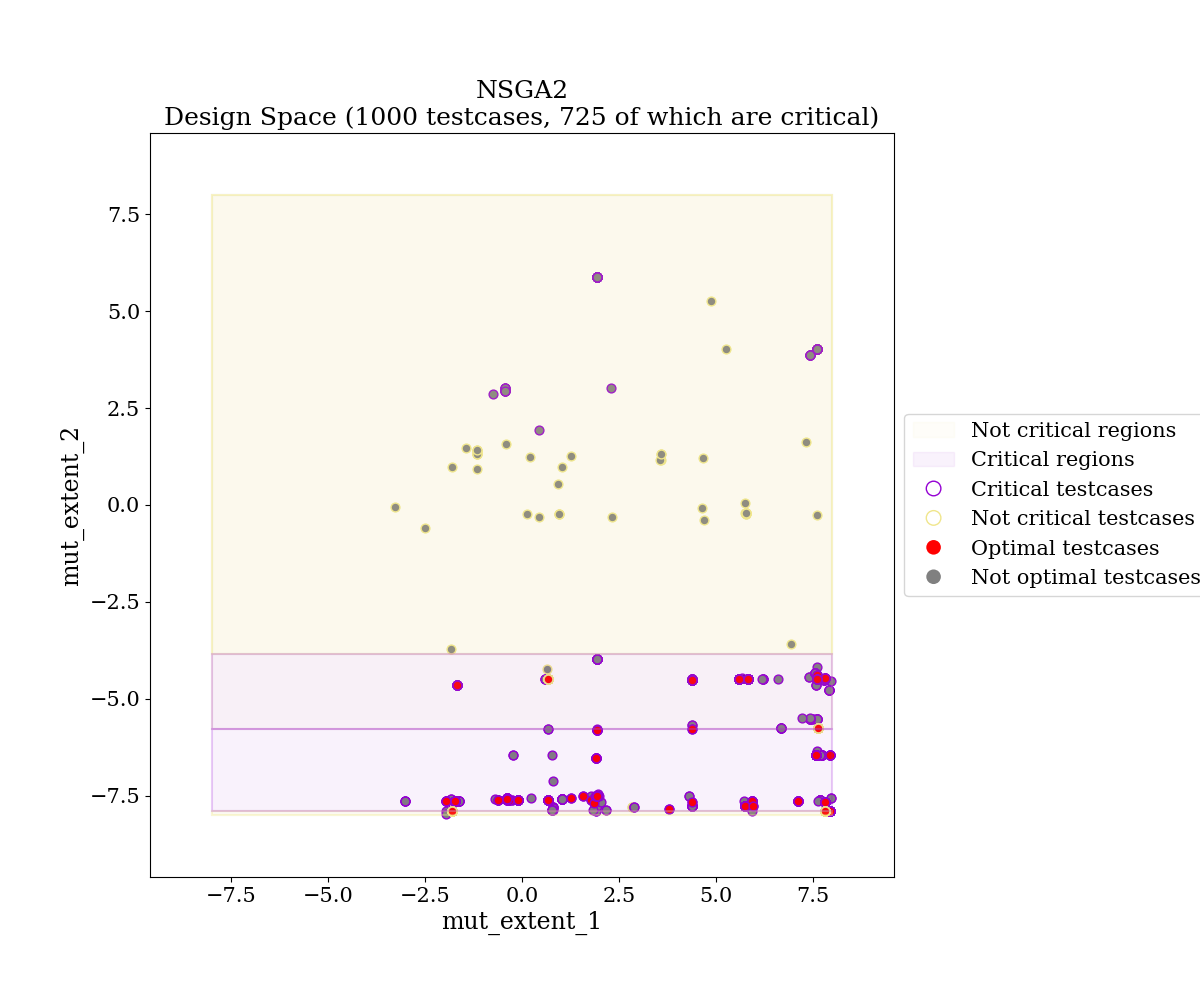 NSGA2
Design Space (1000 testcases, 725 of which are critical)
mut_extent_2
7.5
5.0
2.5
0.0
−2.5
−5.0
−7.5
−7.5 −5.0 −2.5 0.0 2.5 5.0 7.5
mut_extent_1
Not critical regions
Critical regions
Critical testcases
Not critical testcases
Optimal testcases
Not optimal testcases